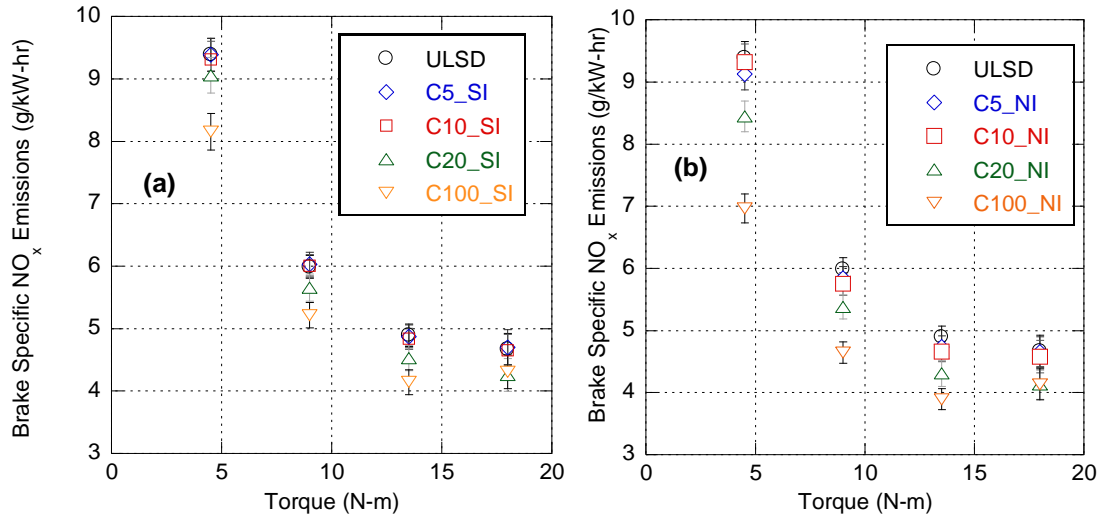 10
9
8
7
6
5
4
3
0
5
10
15
20
Brake Specific NOx Emissions (g/kW-hr)
Torque (N-m)
(a)
ULSD
C5_SI
C10_SI
C20_SI
C100_SI
10
9
8
7
6
5
4
3
0
5
10
15
20
Brake Specific NOx Emissions (g/kW-hr)
Torque (N-m)
(b)
ULSD
C5_NI
C10_NI
C20_NI
C100_NI